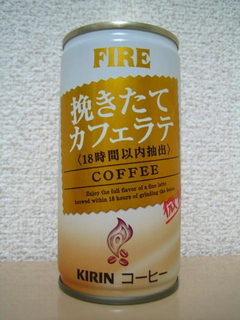 FIRE
挽きたて
カフェラテ
〈18時間以内抽出〉
COFFEE
Enjoy the full flavor of a fine latte
brewed within 18 hours of grinding the beans
KIRIN コーヒー